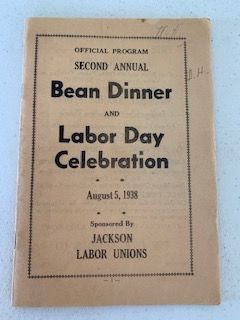 OFFICIAL PROGRAM
SECOND ANNUAL
Bean Dinner
AND
Labor Day
Celebration
August 5, 1938
Sponsored By
JACKSON
LABOR UNIONS
— 1 —